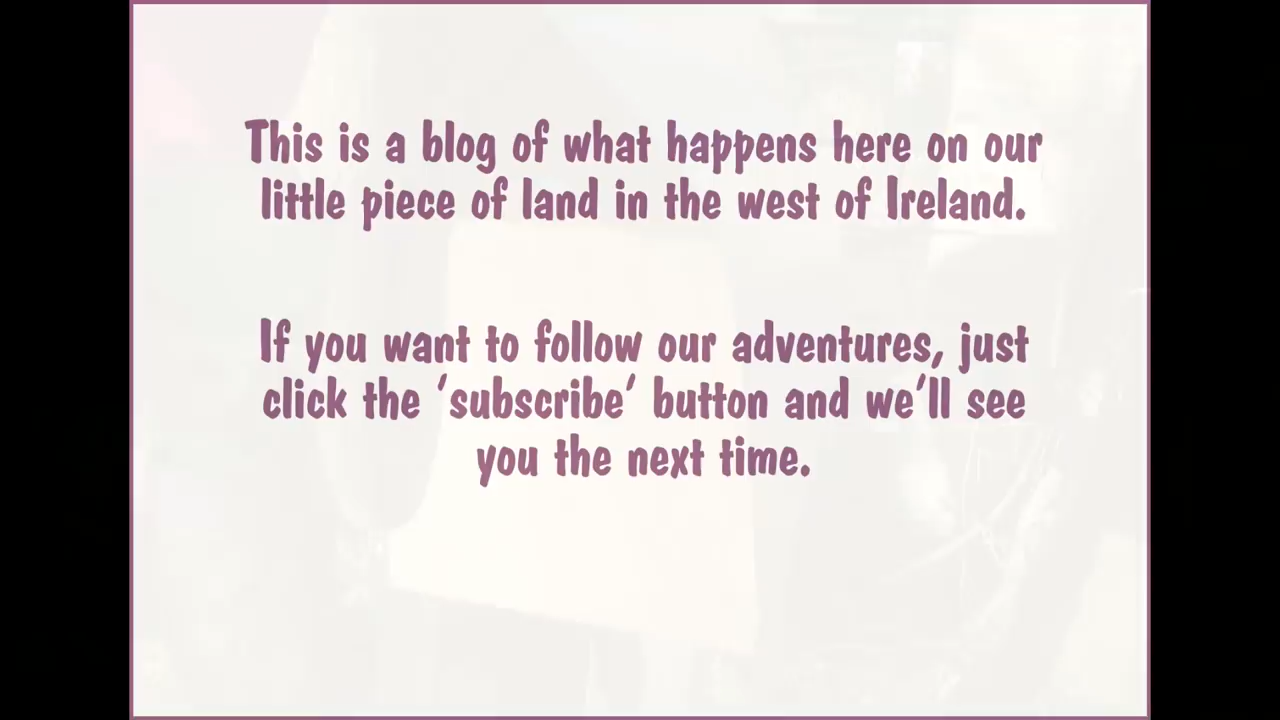 This is a blog of what happens here on our
little piece of land in the west of Ireland.
If you want to follow our adventures, just
click the ‘subscribe’ button and we’ll see
you the next time.